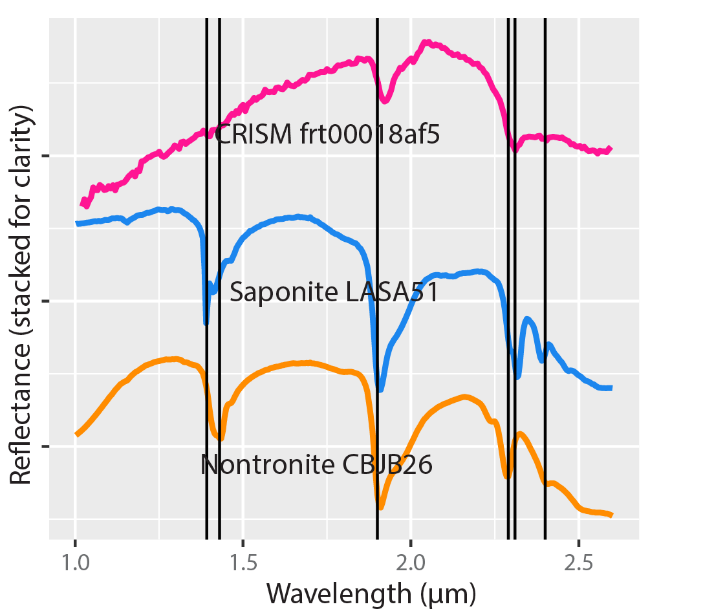 Reflectance (stacked for clarity)
CRISM frt00018af5
Saponite LASA51
Nontronite CBJB26
1.0 1.5 2.0 2.5
Wavelength (μm)